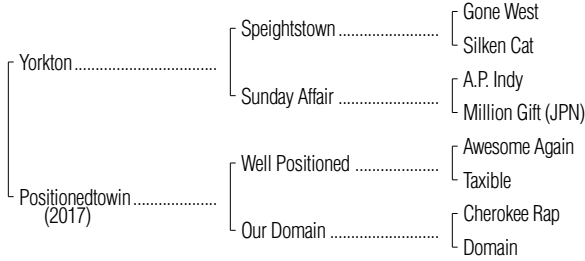 Gone West
Speightstown
Silken Cat
Yorkton
A.P. Indy
Sunday Affair
Million Gift (JPN)
Awesome Again
Well Positioned
Taxible
Positionedtowin
(2017)
Cherokee Rap
Our Domain
Domain